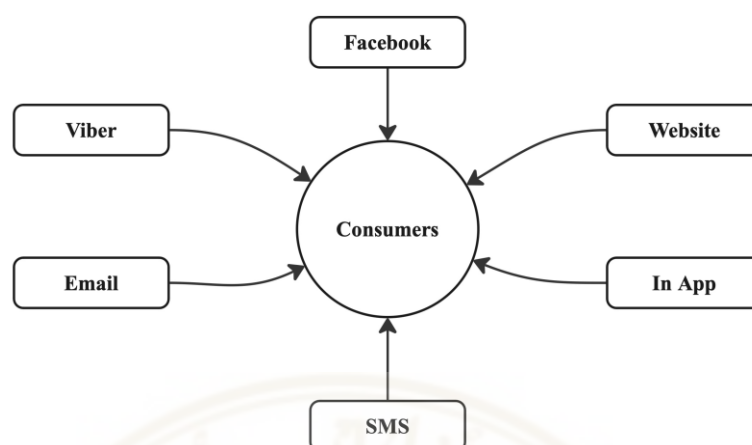 Facebook
Viber
Website
Consumers
Email
In App
SMS